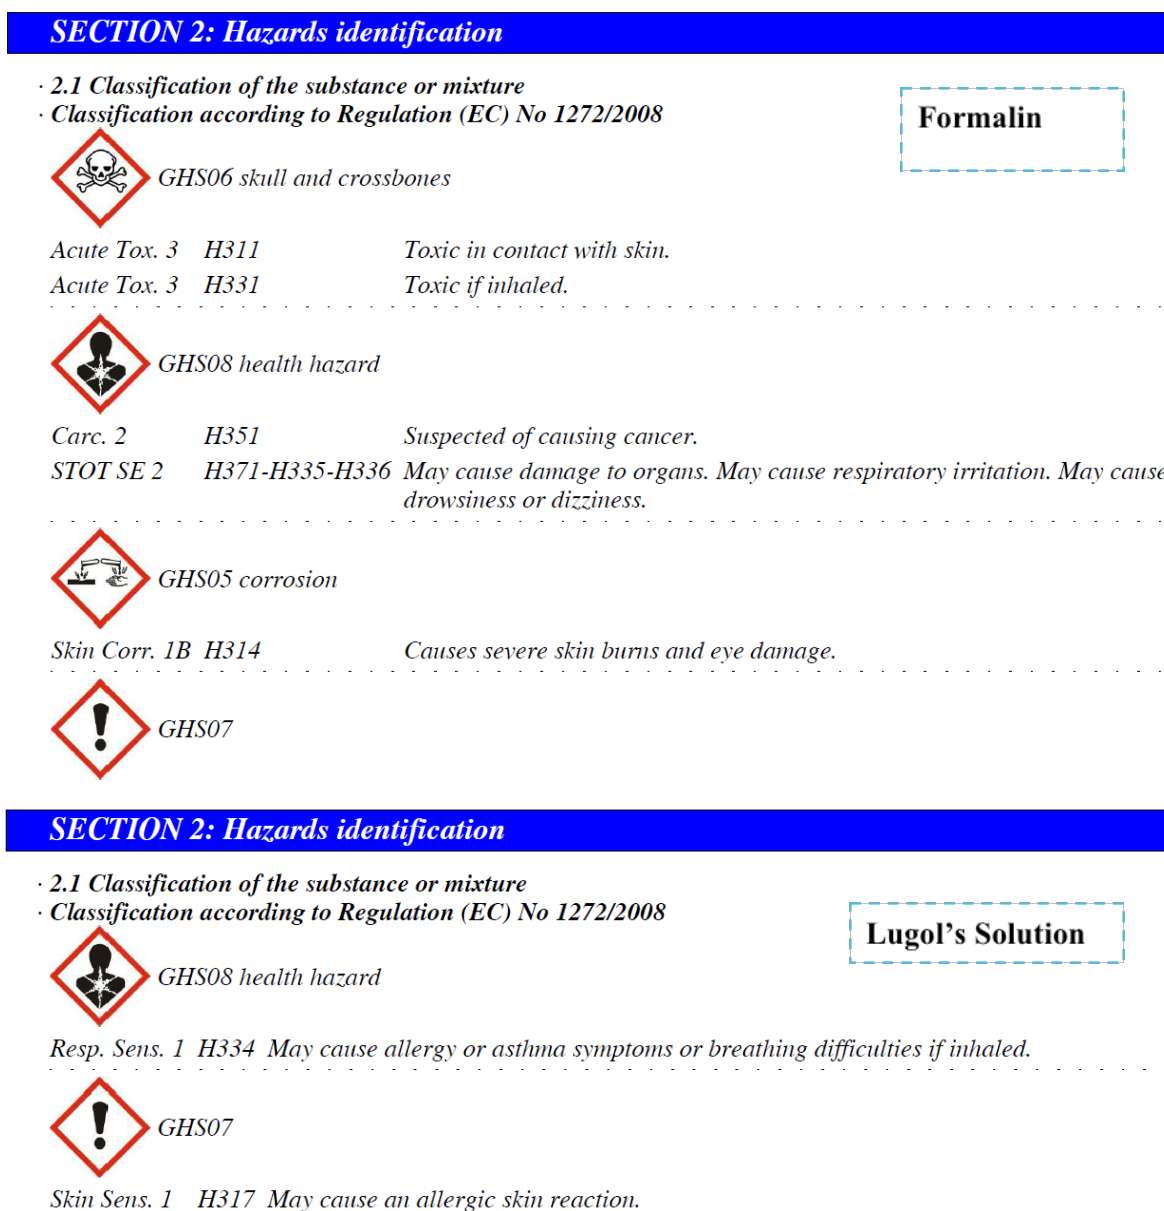 SECTION 2: Hazards identification
· 2.1 Classification of the substance or mixture
· Classification according to Regulation (EC) No 1272/2008
Formalin
GHS06 skull and crossbones
Acute Tox. 3 H311 Toxic in contact with skin.
Acute Tox. 3 H331 Toxic if inhaled.
GHS08 health hazard
Carc. 2 H351 Suspected of causing cancer.
STOT SE 2 H371-H335-H336 May cause damage to organs. May cause respiratory irritation. May cause
drowsiness or dizziness.
GHS05 corrosion
Skin Corr. 1B H314 Causes severe skin burns and eye damage.
GHS07
SECTION 2: Hazards identification
· 2.1 Classification of the substance or mixture
· Classification according to Regulation (EC) No 1272/2008
Lugol's Solution
GHS08 health hazard
Resp. Sens. 1 H334 May cause allergy or asthma symptoms or breathing difficulties if inhaled.
GHS07
Skin Sens. 1 H317 May cause an allergic skin reaction.